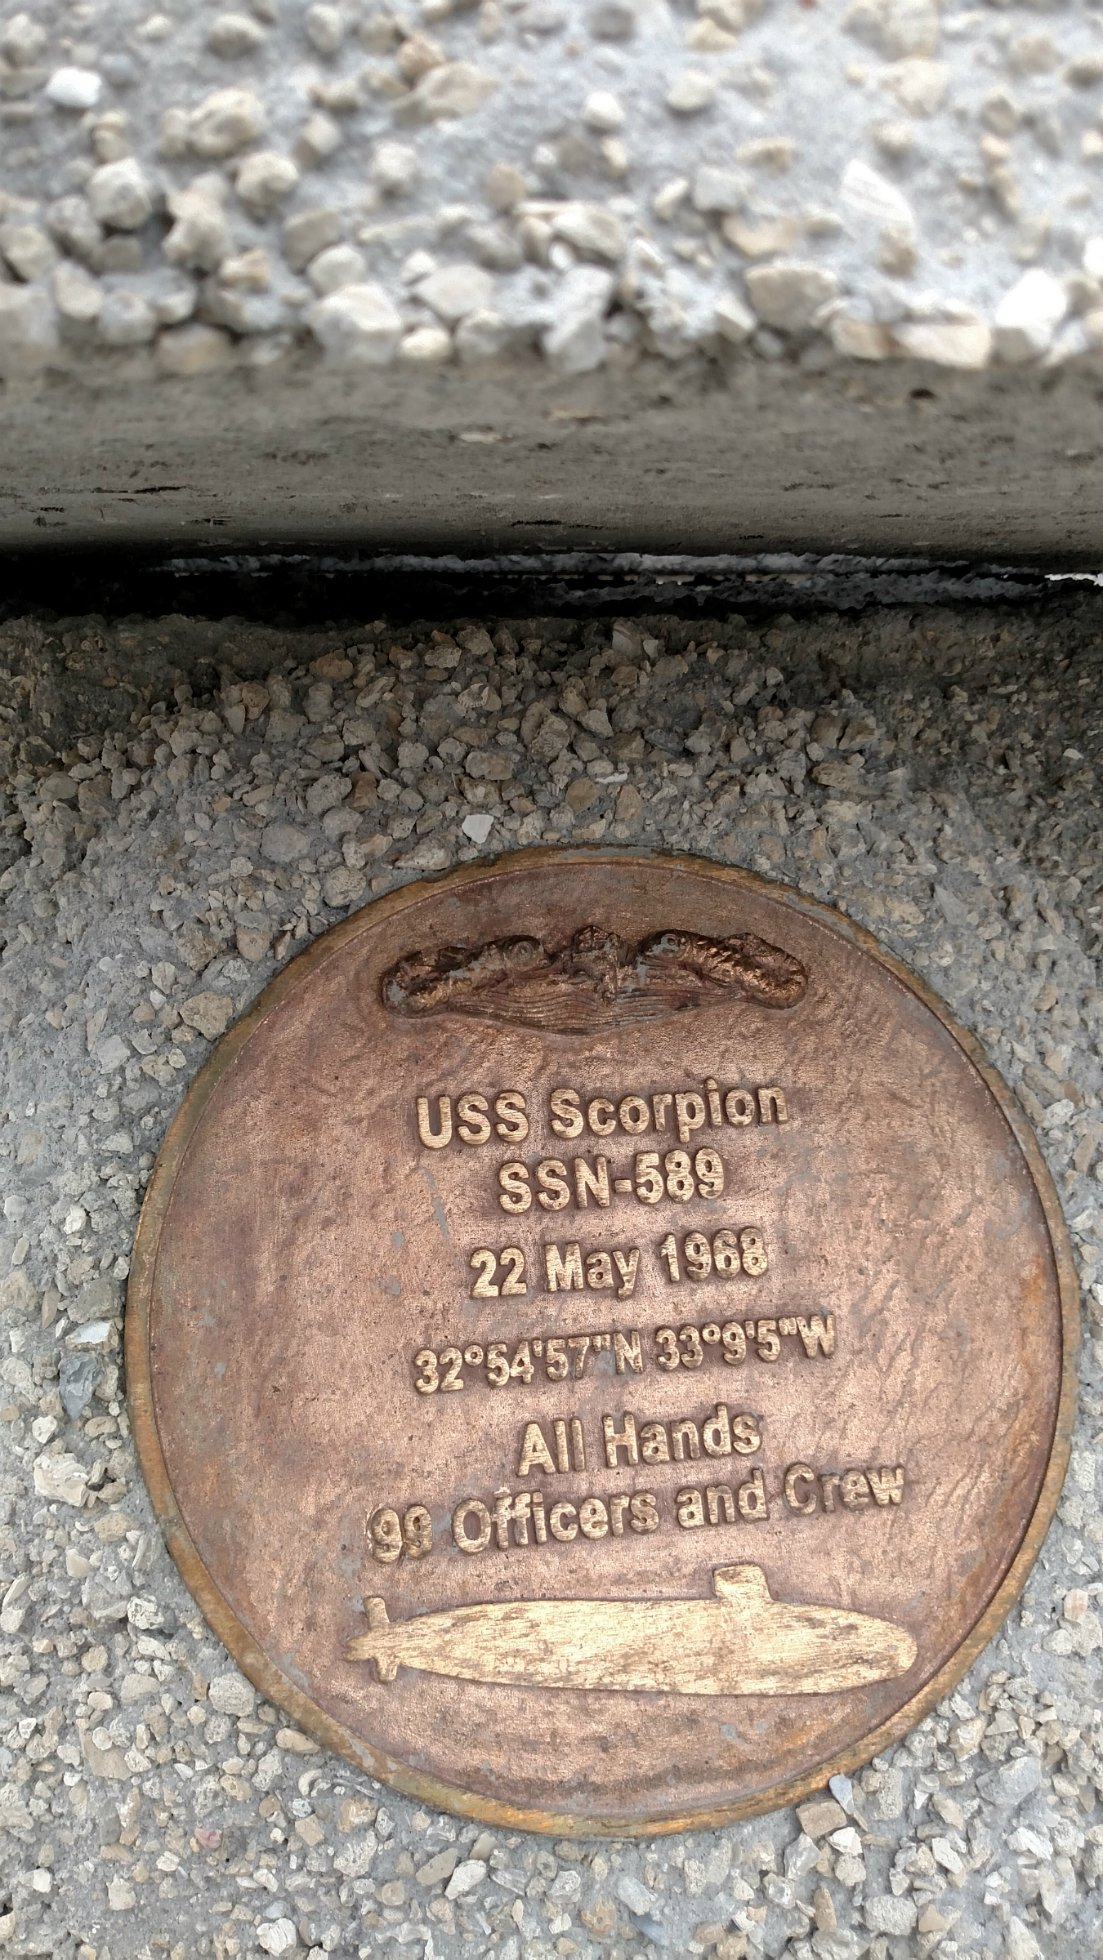 USS Scorpion
SSN-589
22 May 1968
32°54'57"N 33°9'5"W
All Hands
99 Officers and Crew